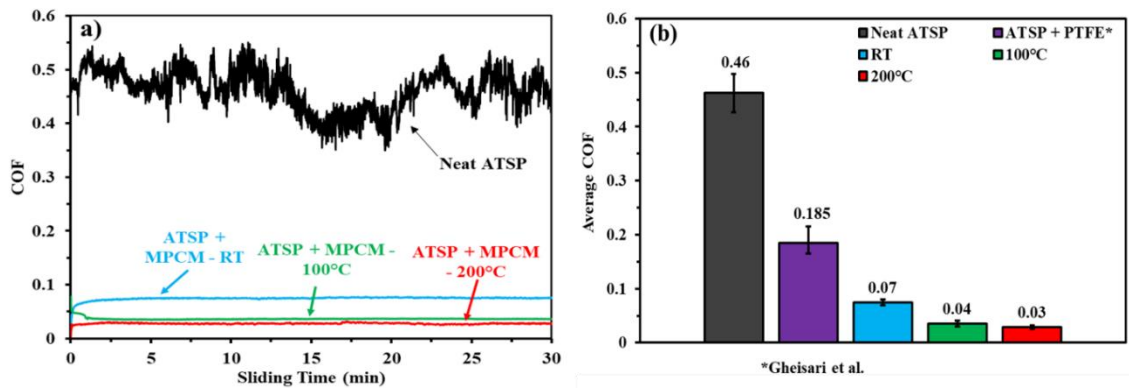 a)
0.6
0.5
0.4
0.3
0.2
0.1
0
COF
Neat ATSP
ATSP +
MPCM - RT
ATSP + MPCM -
100°C
ATSP + MPCM
- 200°C
0 5 10 15 20 25 30
Sliding Time (min)
(b)
Neat ATSP
ATSP + PTFE*
RT
100°C
200°C
0.6
0.5
0.4
0.3
0.2
0.1
0
Average COF
0.46
0.185
0.07
0.04
0.03
*Gheisari et al.